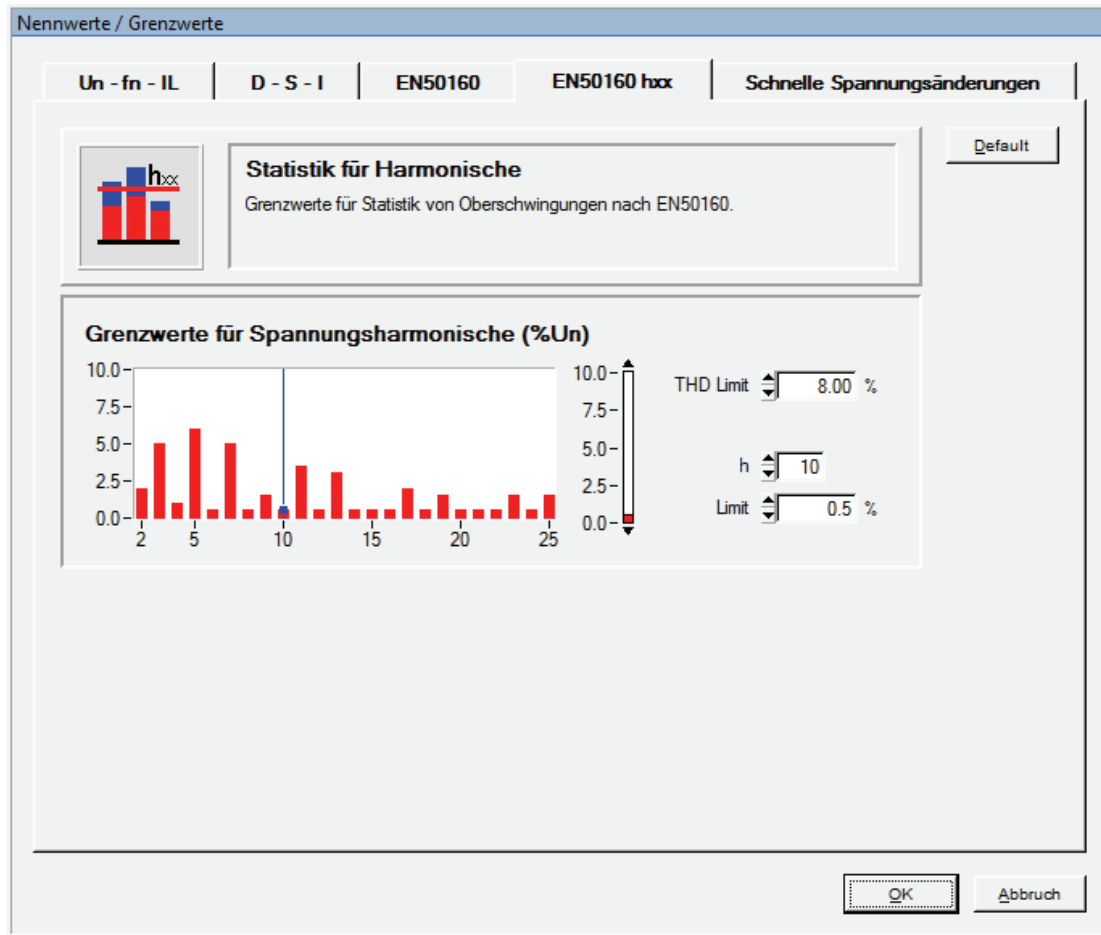 Nennwerte / Grenzwerte
Un - fn - IL
D - S - I
EN50160
EN50160 hxx
Schnelle Spannungsänderungen
Default
hxx
Statistik für Harmonische
Grenzwerte für Statistik von Oberschwingungen nach EN50160.
Grenzwerte für Spannungsharmonische (%Un)
10.0
7.5
5.0
2.5
0.0
2 5 10 15 20 25
10.0
7.5
5.0
2.5
0.0
THD Limit 8.00 %
h 10
Limit 0.5 %
OK
Abbruch